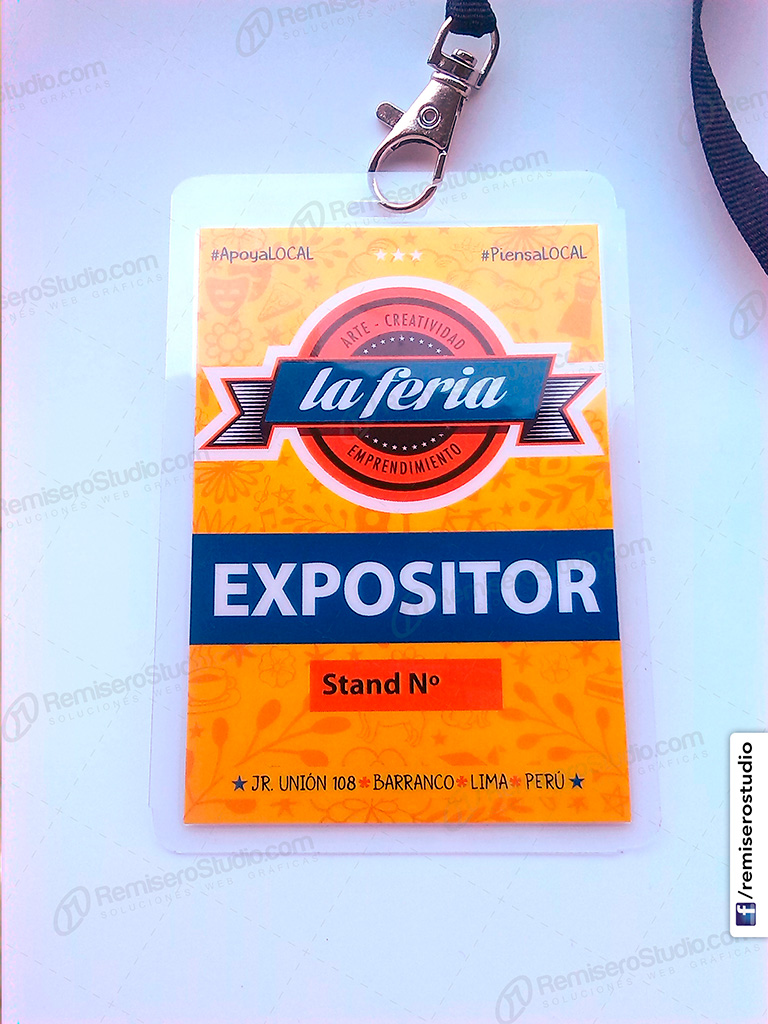 #ApoyaLOCAL
#PiensaLOCAL
ARTE - CREATIVIDAD
la feria
EMPRENDIMIENTO
EXPOSITOR
Stand Nº
JR. UNIÓN 108 * BARRANCO * LIMA * PERÚ
/remiserostudio
RemiseroStudio.com
SOLUCIONES WEB GRAFICAS